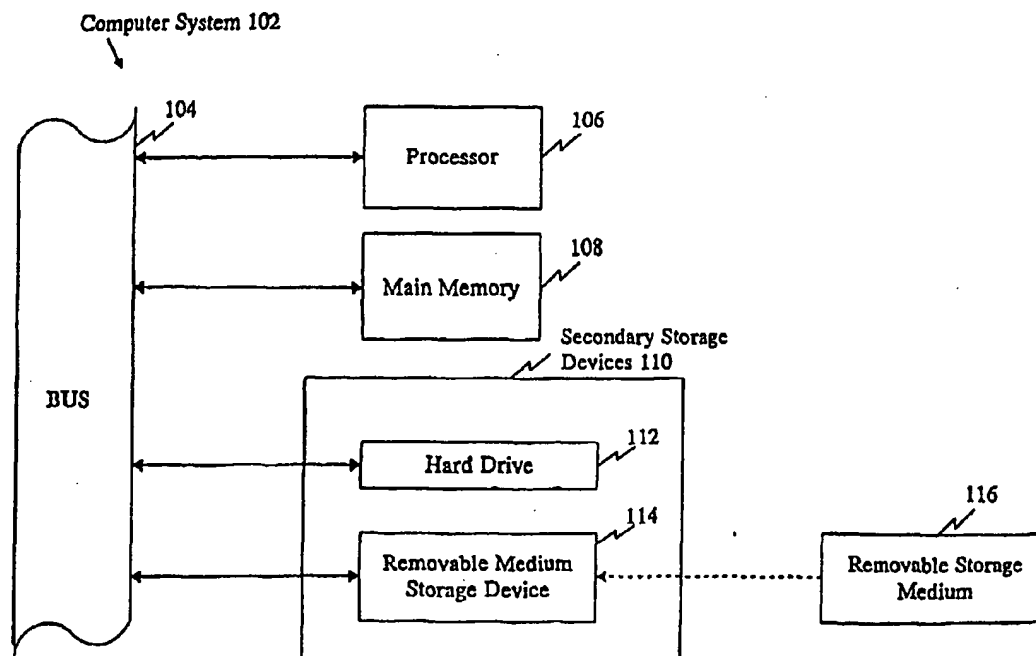 Computer System 102
104
106
Processor
108
Main Memory
Secondary Storage
Devices 110
BUS
112
Hard Drive
114
116
Removable Medium
Storage Device
Removable Storage
Medium